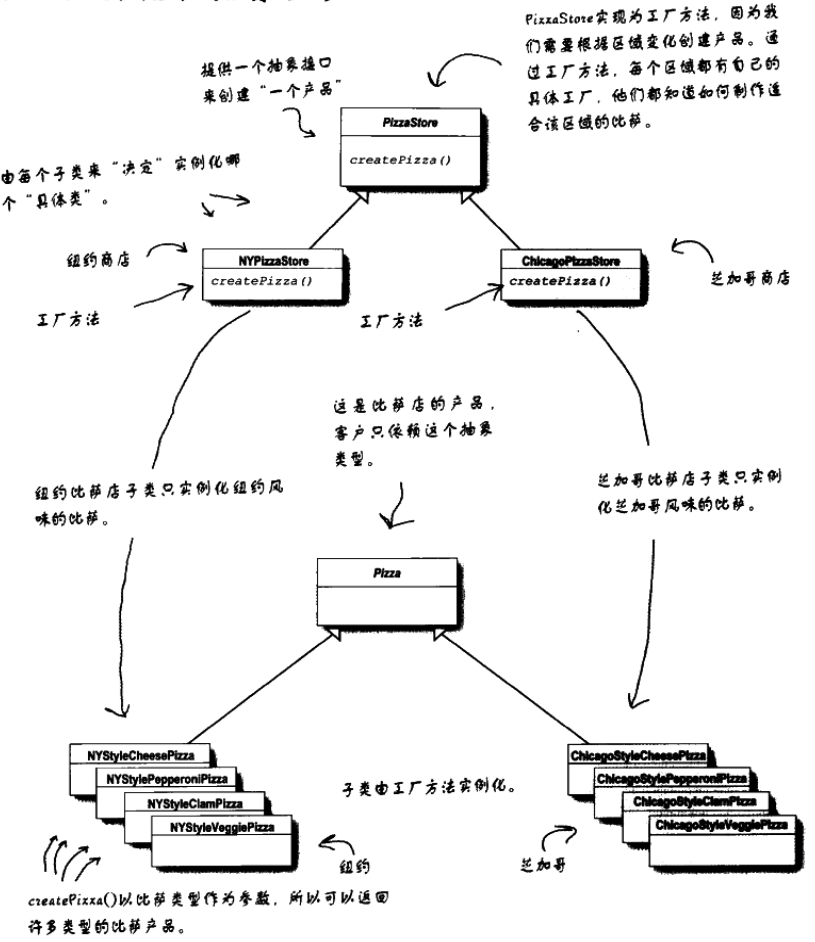 PizzaStore实现为工厂方法，因为我
们需要根据区域变化创建产品。通
过工厂方法，每个区域都有自己的
具体工厂，他们都知道如何制作适
合该区域的比萨。
提供一个抽象接口
来创建“一个产品”
PizzaStore
createPizza()
由每个子类来“决定”实例化哪
个“具体类”。
纽约商店
NYPizzaStore
createPizza()
工厂方法
ChicagoPizzaStore
createPizza()
工厂方法
芝加哥商店
这是比萨店的产品，
客户只依赖这个抽象
类型。
纽约比萨店子类只实例化纽约风
味的比萨。
芝加哥比萨店子类只实例
化芝加哥风味的比萨。
Pizza
NYStyleCheesePizza
NYStylePepperoniPizza
NYStyleClamPizza
NYStyleVeggiePizza
纽约
子类由工厂方法实例化。
ChicagoStyleCheesePizza
ChicagoStylePepperoniPizza
ChicagoStyleClamPizza
ChicagoStyleVeggiePizza
芝加哥
createPizza()以比萨类型作为参数，所以可以返回
许多类型的比萨产品。